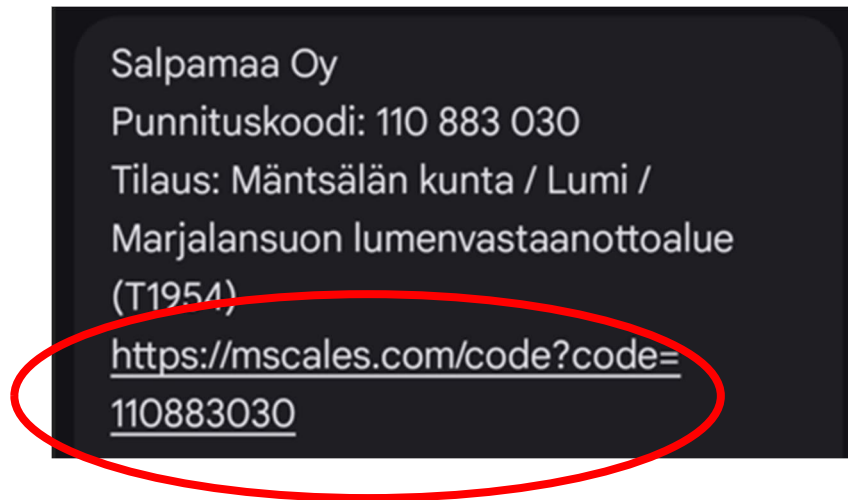 Salpamaa Oy
Punnituskoodi: 110 883 030
Tilaus: Mäntsälän kunta / Lumi /
Marjalansuon lumenvastaanottoalue
(T1954)
https://mscales.com/code?code=
110883030